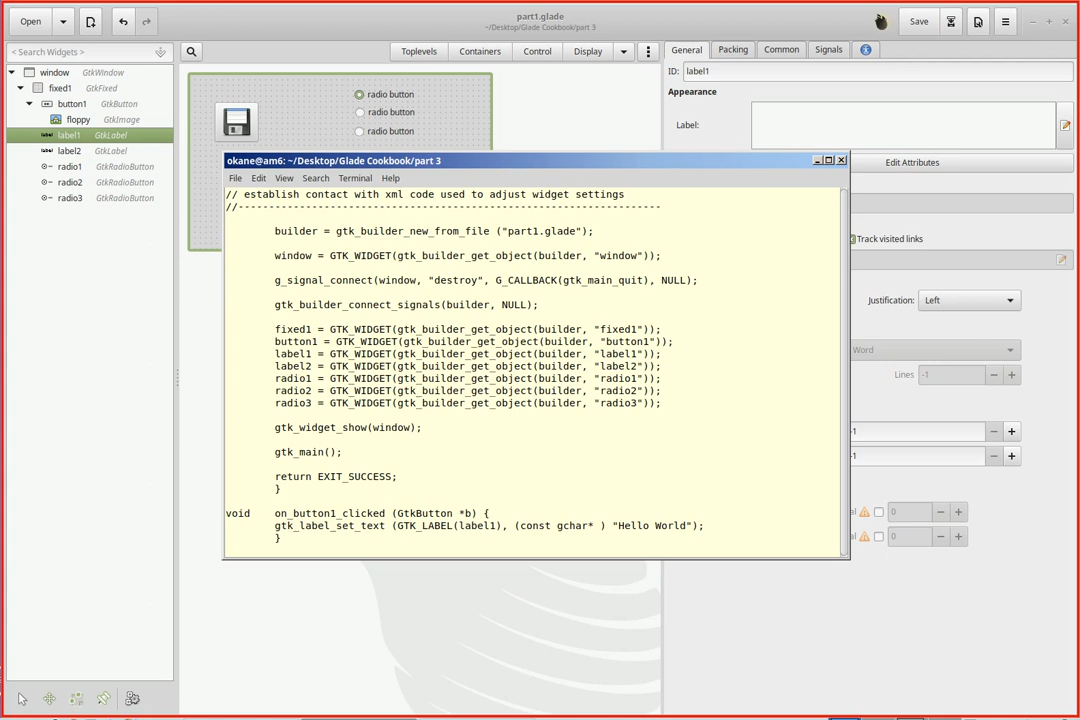 part1.glade
~/Desktop/Glade Cookbook/part 3
Open
Save
< Search Widgets >
Toplevels Containers Control Display
General Packing Common Signals
window GtkWindow
fixed1 GtkFixed
button1 GtkButton
floppy GtkImage
label label1 GtkLabel
label label2 GtkLabel
radio1 GtkRadioButton
radio2 GtkRadioButton
radio3 GtkRadioButton
radio button
radio button
radio button
ID: label1
Appearance
Label:
Edit Attributes
Track visited links
Justification: Left
Word
Lines -1
-1
-1
0
0
okane@am6: ~/Desktop/Glade Cookbook/part 3
File Edit View Search Terminal Help
// establish contact with xml code used to adjust widget settings
//---------------------------------------------------------------------
builder = gtk_builder_new_from_file ("part1.glade");
window = GTK_WIDGET(gtk_builder_get_object(builder, "window"));
g_signal_connect(window, "destroy", G_CALLBACK(gtk_main_quit), NULL);
gtk_builder_connect_signals(builder, NULL);
fixed1 = GTK_WIDGET(gtk_builder_get_object(builder, "fixed1"));
button1 = GTK_WIDGET(gtk_builder_get_object(builder, "button1"));
label1 = GTK_WIDGET(gtk_builder_get_object(builder, "label1"));
label2 = GTK_WIDGET(gtk_builder_get_object(builder, "label2"));
radio1 = GTK_WIDGET(gtk_builder_get_object(builder, "radio1"));
radio2 = GTK_WIDGET(gtk_builder_get_object(builder, "radio2"));
radio3 = GTK_WIDGET(gtk_builder_get_object(builder, "radio3"));
gtk_widget_show(window);
gtk_main();
return EXIT_SUCCESS;
}
void on_button1_clicked (GtkButton *b) {
gtk_label_set_text (GTK_LABEL(label1), (const gchar* ) "Hello World");
}